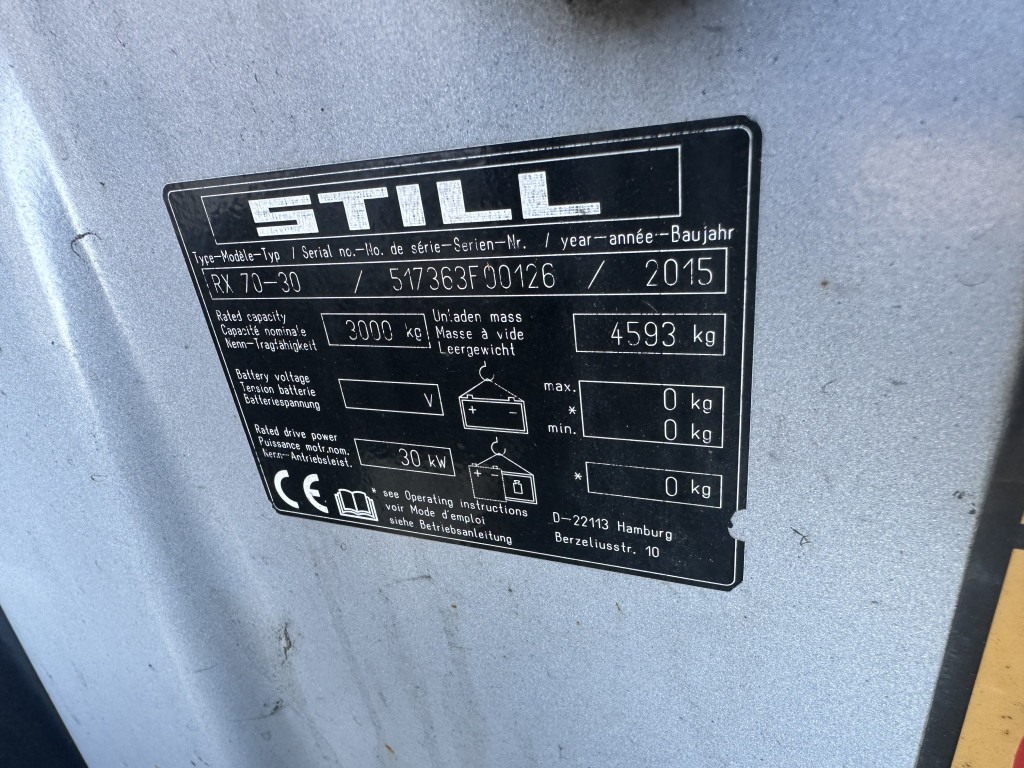 STILL
Type-Modèle-Typ / Serial no.-No. de série-Serien-Nr. / year-année-Baujahr
RX 70-30 / 517363F00126 / 2015
Rated capacity
Capacité nominale
Nenn-Tragfähigkeit
3000 kg
Unladen mass
Masse à vide
Leergewicht
4593 kg
Battery voltage
Tension batterie
Batteriespannung
V
+ -
max.
*
min.
0 kg
0 kg
Rated drive power
Puissance motr.nom.
Nenn-Antriebsleist.
30 kW
+ -
* 0 kg
CE
* see Operating instructions
voir Mode d'emploi
siehe Betriebsanleitung
D-22113 Hamburg
Berzeliusstr. 10